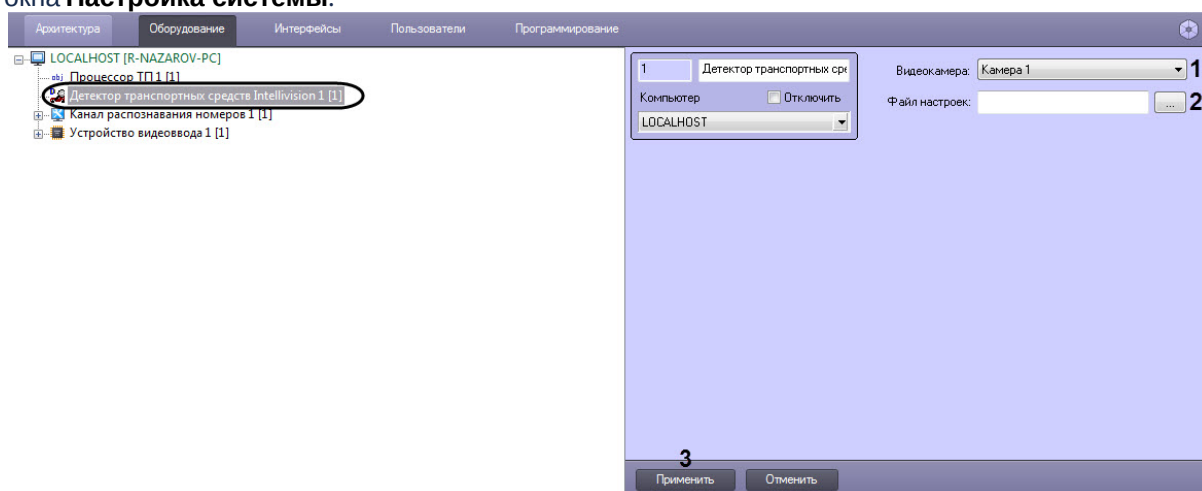 окна Настройка системы.
Архитектура Оборудование Интерфейсы Пользователи Программирование
LOCALHOST [R-NAZAROV-PC]
obj Процессор ТП 1 [1]
Детектор транспортных средств Intellivision 1 [1]
Канал распознавания номеров 1 [1]
Устройство видеоввода 1 [1]
1 Детектор транспортных сре
Компьютер Отключить
LOCALHOST
Видеокамера: Камера 1 1
Файл настроек: ... 2
3
Применить Отменить